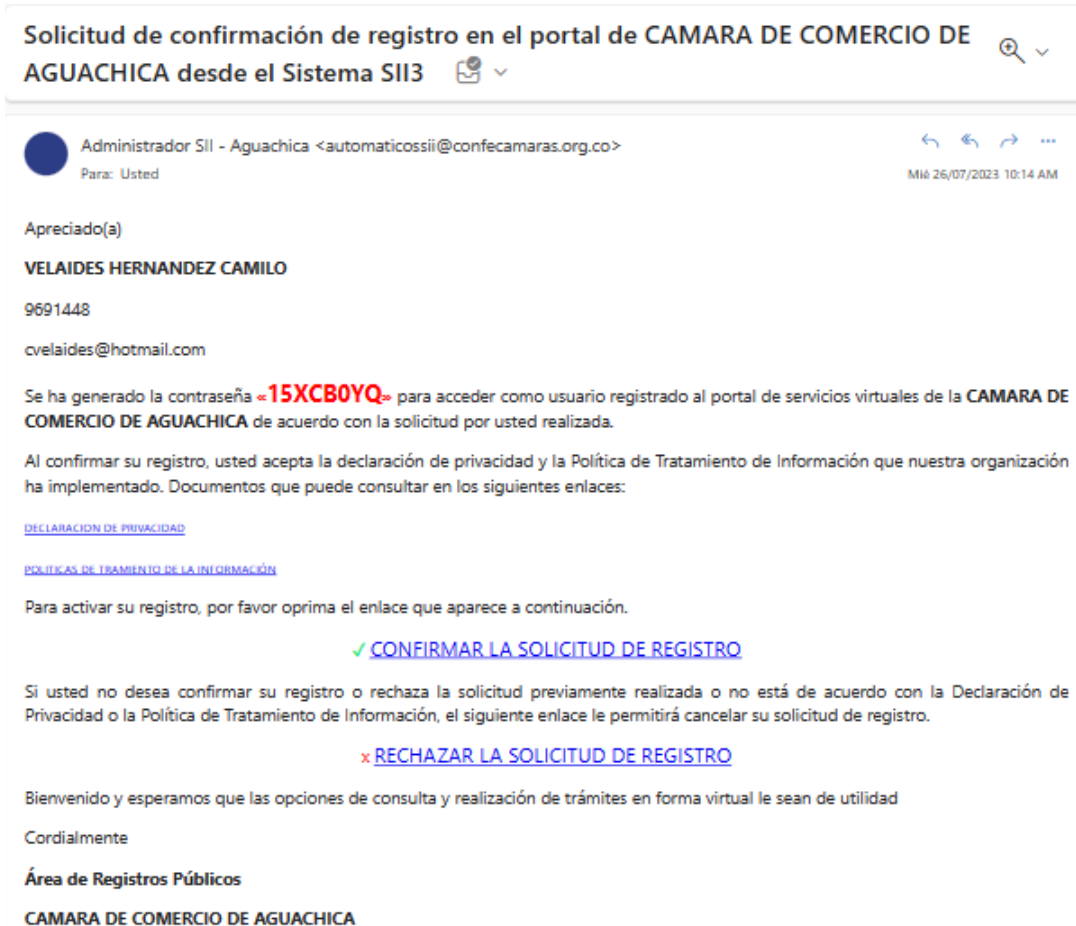 Solicitud de confirmación de registro en el portal de CAMARA DE COMERCIO DE
AGUACHICA desde el Sistema SII3
Administrador SII - Aguachica <automaticossii@confecamaras.org.co>
Para: Usted
Mié 26/07/2023 10:14 AM
Apreciado(a)
VELAIDES HERNANDEZ CAMILO
9691448
cvelaides@hotmail.com
Se ha generado la contraseña «15XCB0YQ» para acceder como usuario registrado al portal de servicios virtuales de la CAMARA DE
COMERCIO DE AGUACHICA de acuerdo con la solicitud por usted realizada.
Al confirmar su registro, usted acepta la declaración de privacidad y la Política de Tratamiento de Información que nuestra organización
ha implementado. Documentos que puede consultar en los siguientes enlaces:
DECLARACION DE PRIVACIDAD
POLITICAS DE TRAMIENTO DE LA INFORMACIÓN
Para activar su registro, por favor oprima el enlace que aparece a continuación.
✓ CONFIRMAR LA SOLICITUD DE REGISTRO
Si usted no desea confirmar su registro o rechaza la solicitud previamente realizada o no está de acuerdo con la Declaración de
Privacidad o la Política de Tratamiento de Información, el siguiente enlace le permitirá cancelar su solicitud de registro.
x RECHAZAR LA SOLICITUD DE REGISTRO
Bienvenido y esperamos que las opciones de consulta y realización de trámites en forma virtual le sean de utilidad
Cordialmente
Área de Registros Públicos
CAMARA DE COMERCIO DE AGUACHICA